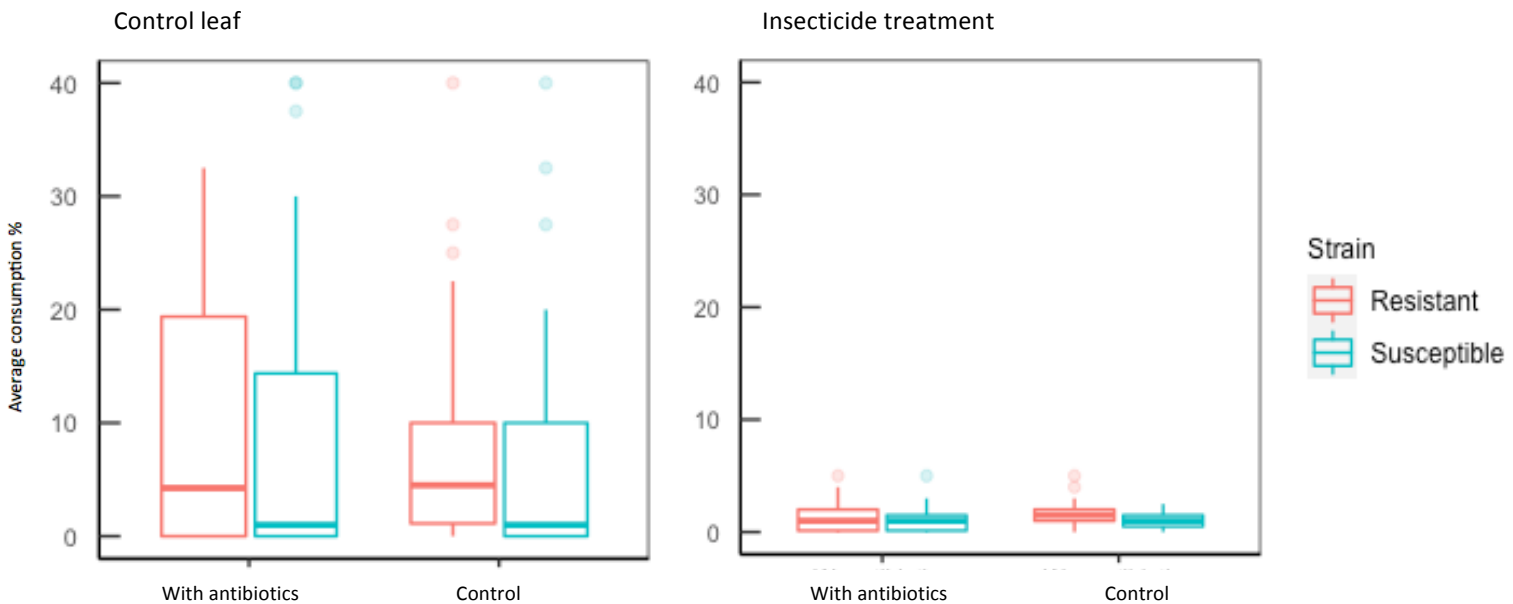 Control leaf
Insecticide treatment
Average consumption %
40
30
20
10
0
40
30
20
10
0
With antibiotics
Control
With antibiotics
Control
Strain
Resistant
Susceptible